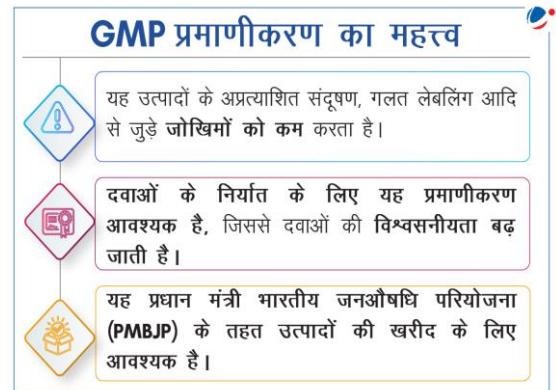 GMP प्रमाणीकरण का महत्त्व
यह उत्पादों के अप्रत्याशित संदूषण, गलत लेबलिंग आदि
से जुड़े जोखिमों को कम करता है।
दवाओं के निर्यात के लिए यह प्रमाणीकरण
आवश्यक है, जिससे दवाओं की विश्वसनीयता बढ़
जाती है।
यह प्रधान मंत्री भारतीय जनऔषधि परियोजना
(PMBJP) के तहत उत्पादों की खरीद के लिए
आवश्यक है।